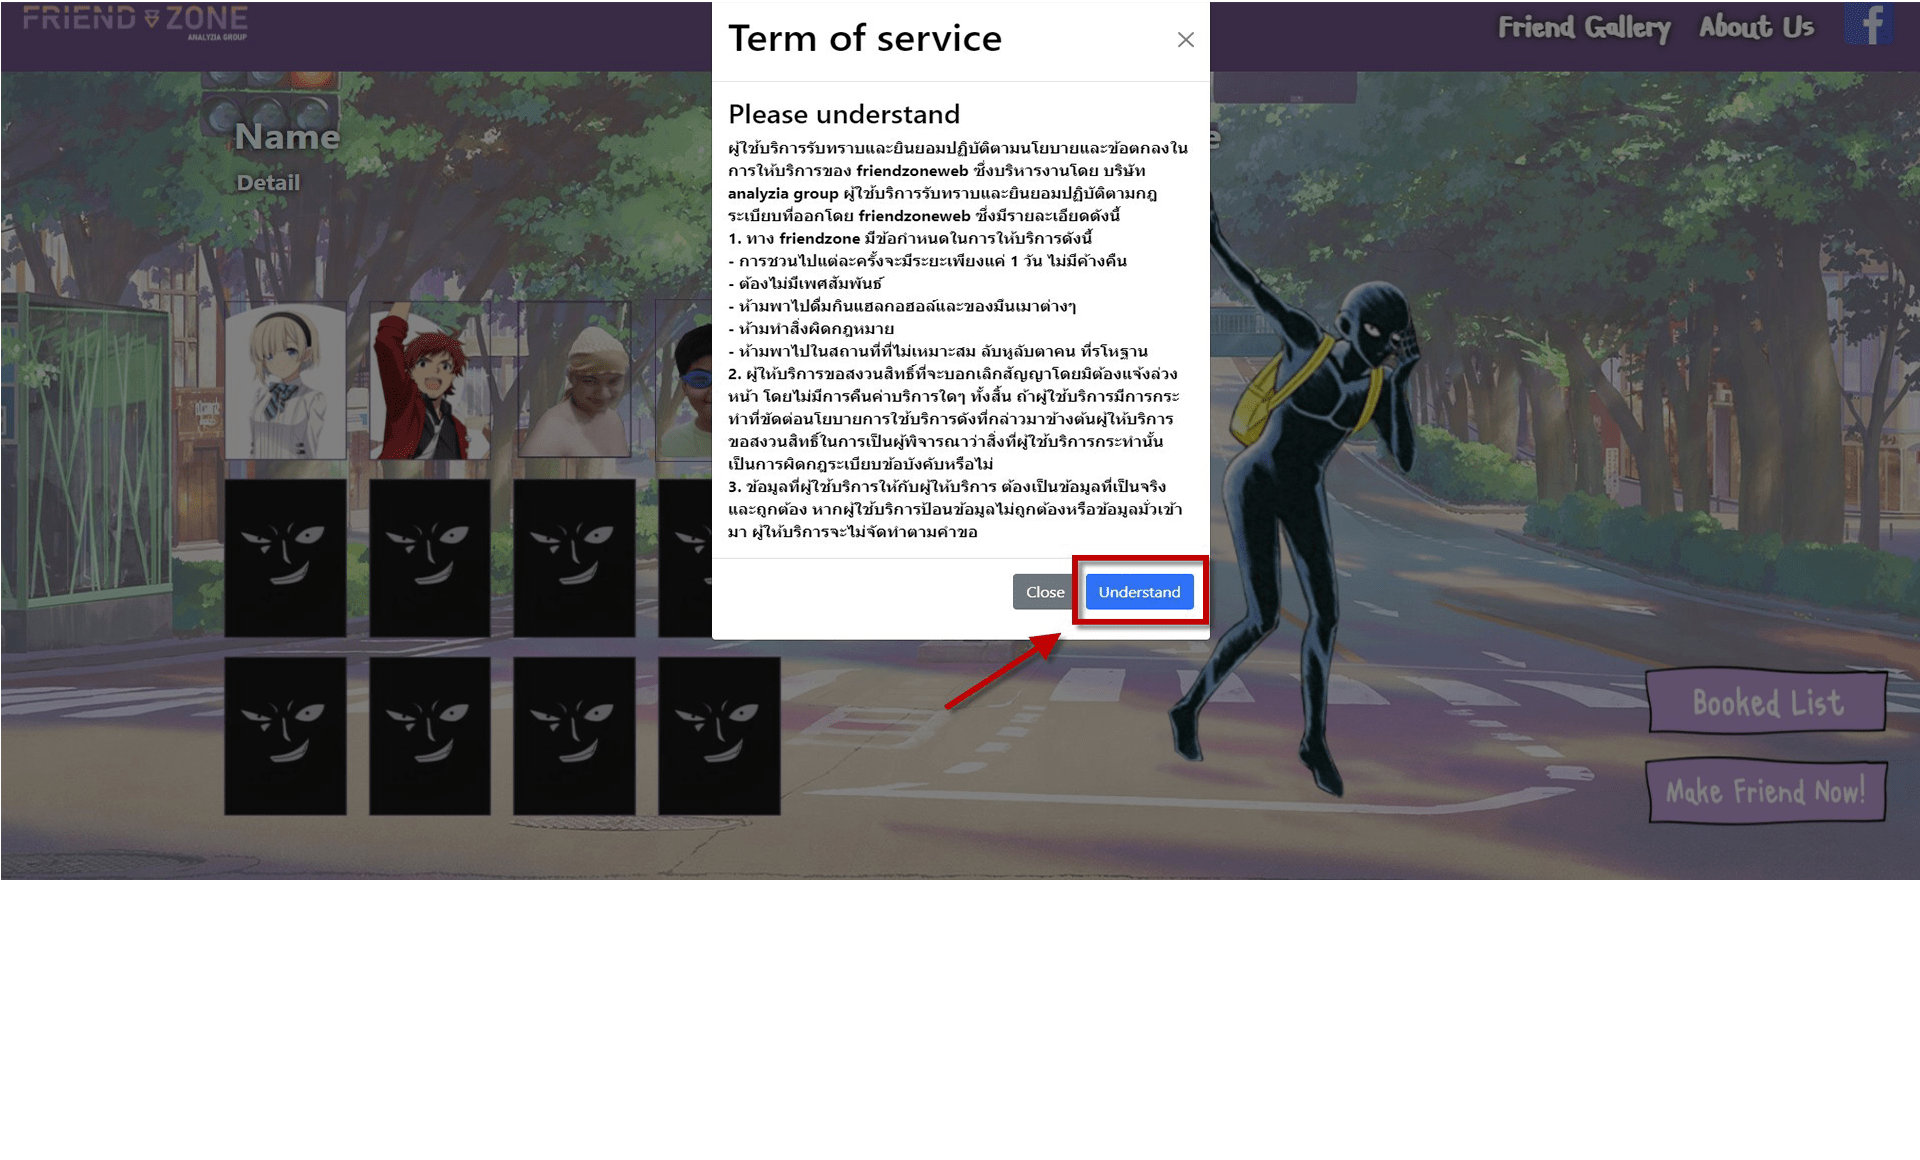 FRIEND ZONE
ANALYZIA GROUP
Friend Gallery
About Us
f
Name
Detail
Term of service
Please understand
ผู้ใช้บริการรับทราบและยินยอมปฏิบัติตามนโยบายและข้อตกลงใน
การให้บริการของ friendzoneweb ซึ่งบริหารงานโดย บริษัท
analyzia group ผู้ใช้บริการรับทราบและยินยอมปฏิบัติตามกฎ
ระเบียบที่ออกโดย friendzoneweb ซึ่งมีรายละเอียดดังนี้
1. ทาง friendzone มีข้อกำหนดในการให้บริการดังนี้
- การชวนไปแต่ละครั้งจะมีระยะเพียงแค่ 1 วัน ไม่มีค้างคืน
- ต้องไม่มีเพศสัมพันธ์
- ห้ามพาไปดื่มกินแฮลกอฮอล์และของมึนเมาต่างๆ
- ห้ามทำสิ่งผิดกฎหมาย
- ห้ามพาไปในสถานที่ที่ไม่เหมาะสม ลับหูลับตาคน ที่รโหฐาน
2. ผู้ให้บริการขอสงวนสิทธิ์ที่จะบอกเลิกสัญญาโดยมิต้องแจ้งล่วง
หน้า โดยไม่มีการคืนค่าบริการใดๆ ทั้งสิ้น ถ้าผู้ใช้บริการมีการกระ
ทำที่ขัดต่อนโยบายการใช้บริการดังที่กล่าวมาข้างต้นผู้ให้บริการ
ขอสงวนสิทธิ์ในการเป็นผู้พิจารณาว่าสิ่งที่ผู้ใช้บริการกระทำนั้น
เป็นการผิดกฎระเบียบข้อบังคับหรือไม่
3. ข้อมูลที่ผู้ใช้บริการให้กับผู้ให้บริการ ต้องเป็นข้อมูลที่เป็นจริง
และถูกต้อง หากผู้ใช้บริการป้อนข้อมูลไม่ถูกต้องหรือข้อมูลมั่วเข้า
มา ผู้ให้บริการจะไม่จัดทำตามคำขอ
Close
Understand
Booked List
Make Friend Now!